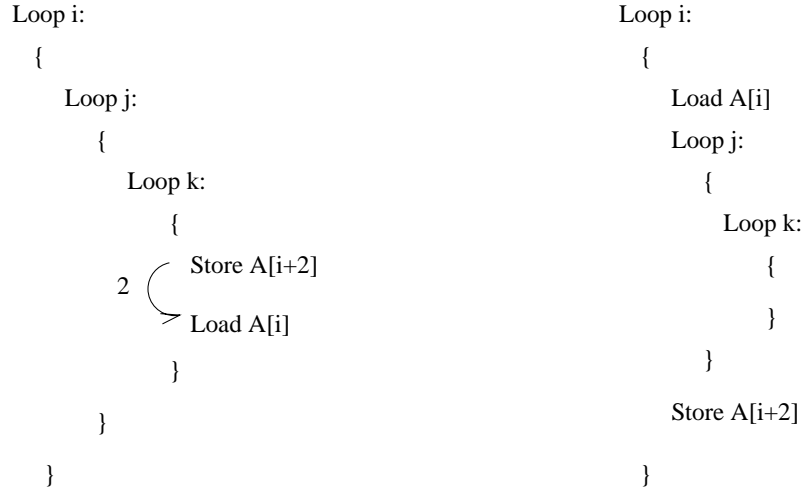 Loop i:
{
Loop j:
{
Loop k:
{
Store A[i+2]
2
Load A[i]
}
}
}
Loop i:
{
Load A[i]
Loop j:
{
Loop k:
{
}
}
Store A[i+2]
}